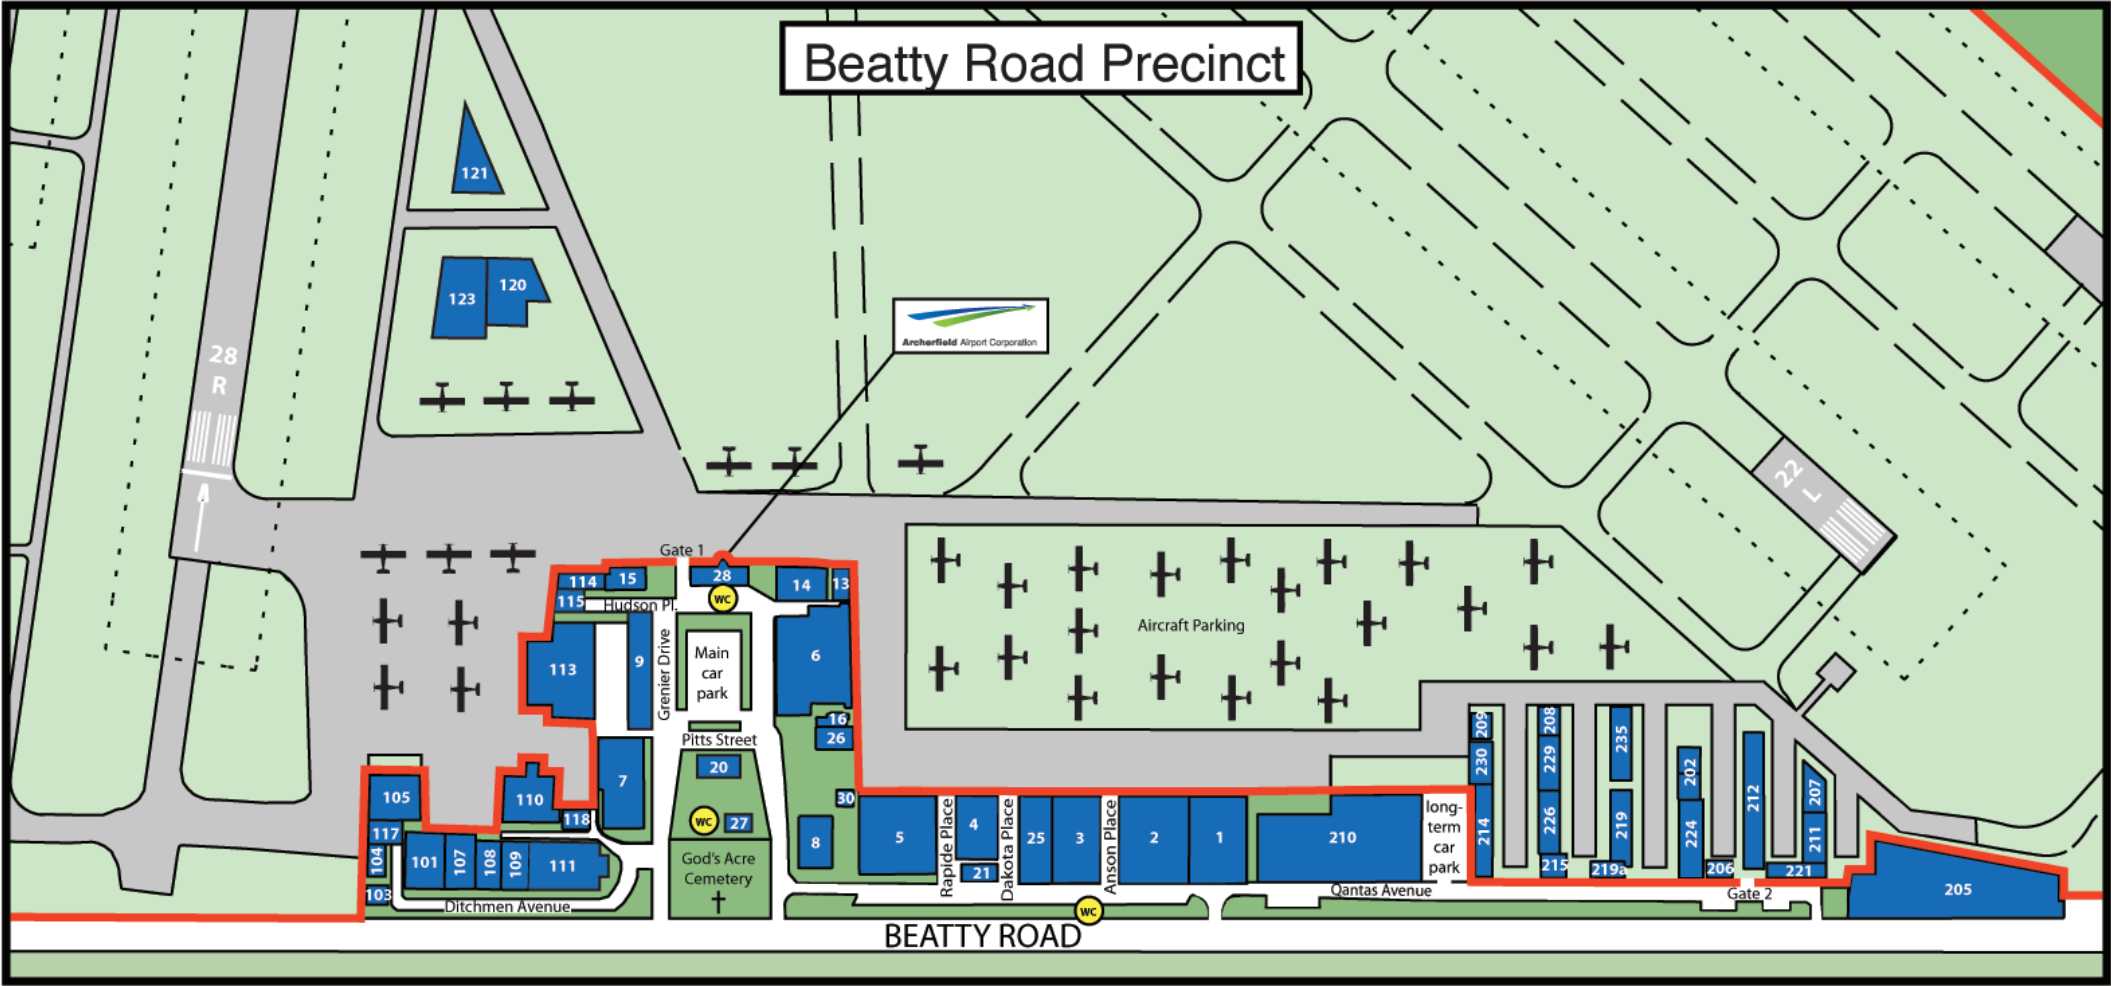 Beatty Road Precinct
121
123
120
28
R
Archerfield Airport Corporation
22
L
Gate 1
114
15
28
14
13
115
Hudson Pl.
WC
113
9
Grenier Drive
Main
car
park
6
Aircraft Parking
16
26
Pitts Street
20
7
105
110
118
117
WC
27
30
8
5
Rapide Place
4
21
Dakota Place
25
3
Anson Place
2
1
210
long-
term
car
park
209
230
214
208
229
226
215
235
219
219a
202
224
206
212
207
211
221
205
104
101
107
108
109
111
103
God's Acre
Cemetery
Ditchmen Avenue
Qantas Avenue
Gate 2
WC
BEATTY ROAD